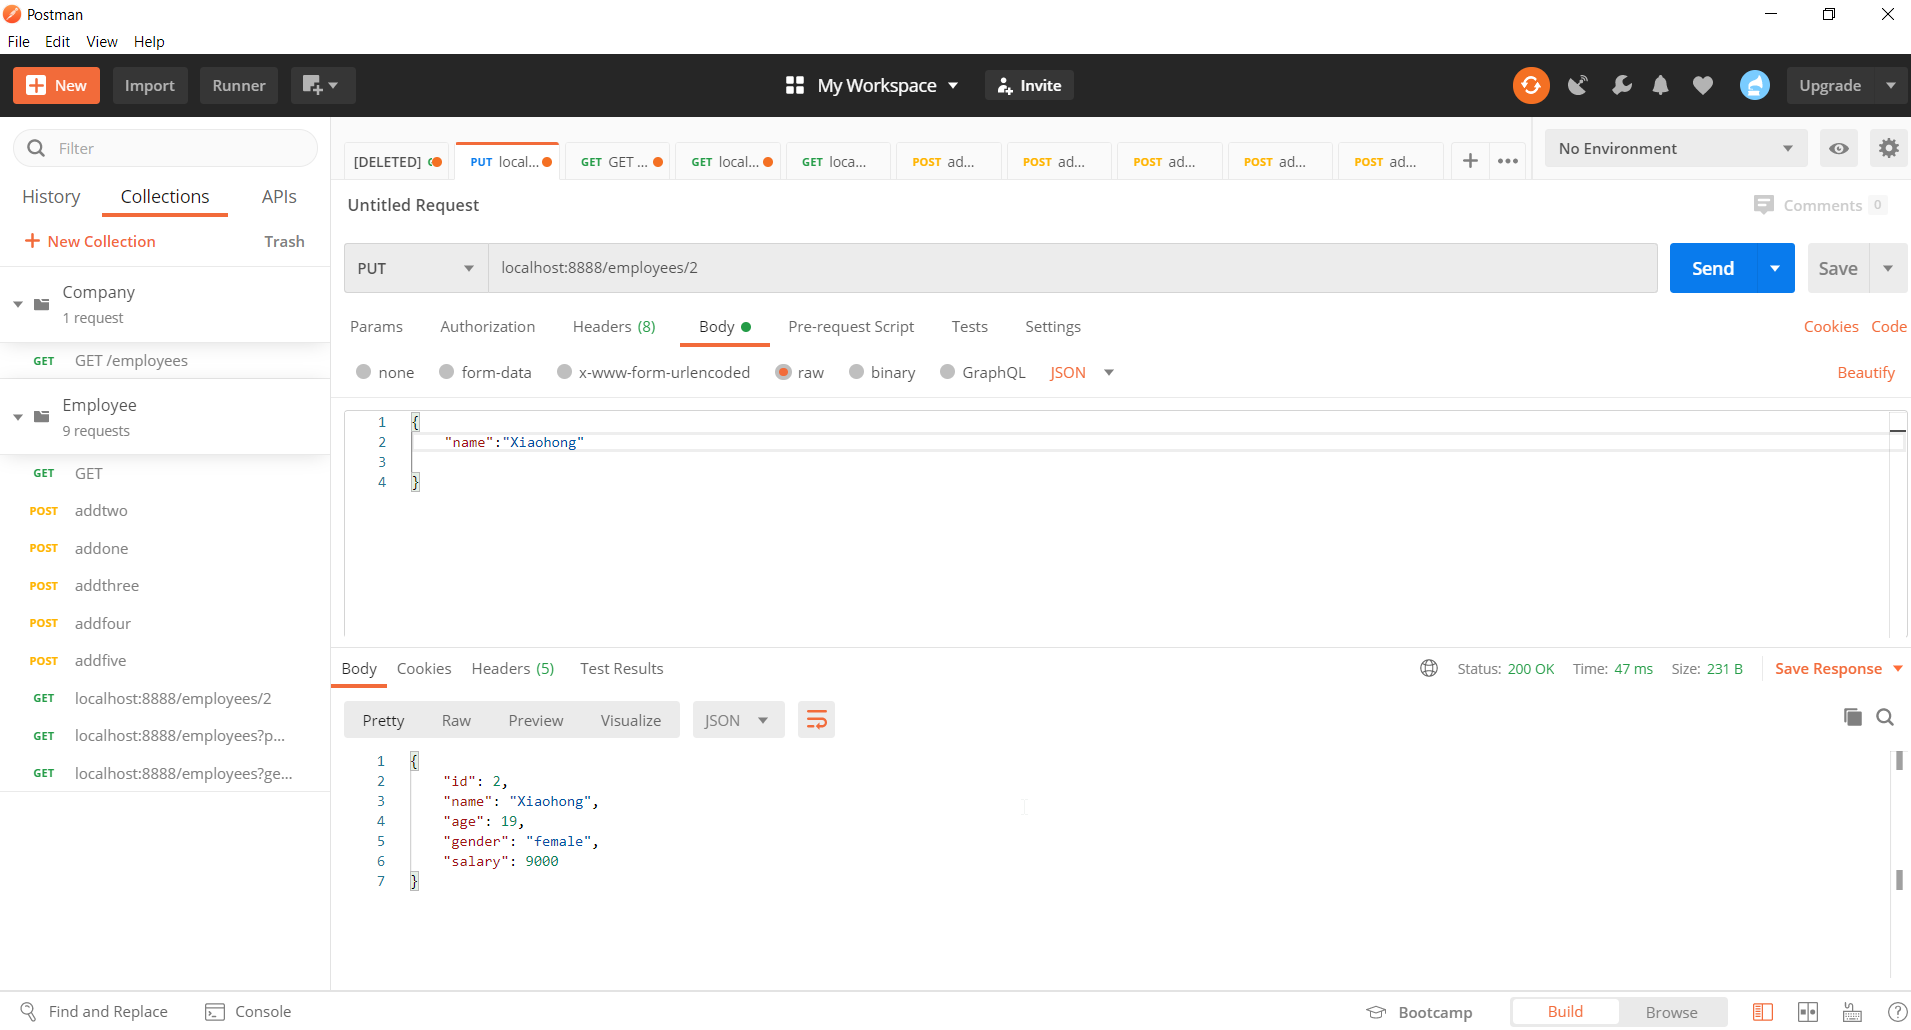 Postman
File Edit View Help
New Import Runner My Workspace Invite Upgrade
Filter
History Collections APIs
New Collection Trash
Company
1 request
GET GET /employees
Employee
9 requests
GET GET
POST addtwo
POST addone
POST addthree
POST addfour
POST addfive
GET localhost:8888/employees/2
GET localhost:8888/employees?p...
GET localhost:8888/employees?ge...
[DELETED] PUT local... GET GET ... GET local... GET loca... POST ad... POST ad... POST ad... POST ad... POST ad... No Environment
Untitled Request Comments 0
PUT localhost:8888/employees/2 Send Save
Params Authorization Headers (8) Body Pre-request Script Tests Settings Cookies Code
none form-data x-www-form-urlencoded raw binary GraphQL JSON Beautify
1 {
2 "name":"Xiaohong"
3
4 }
Body Cookies Headers (5) Test Results Status: 200 OK Time: 47 ms Size: 231 B Save Response
Pretty Raw Preview Visualize JSON
1 {
2 "id": 2,
3 "name": "Xiaohong",
4 "age": 19,
5 "gender": "female",
6 "salary": 9000
7 }
Find and Replace Console Bootcamp Build Browse